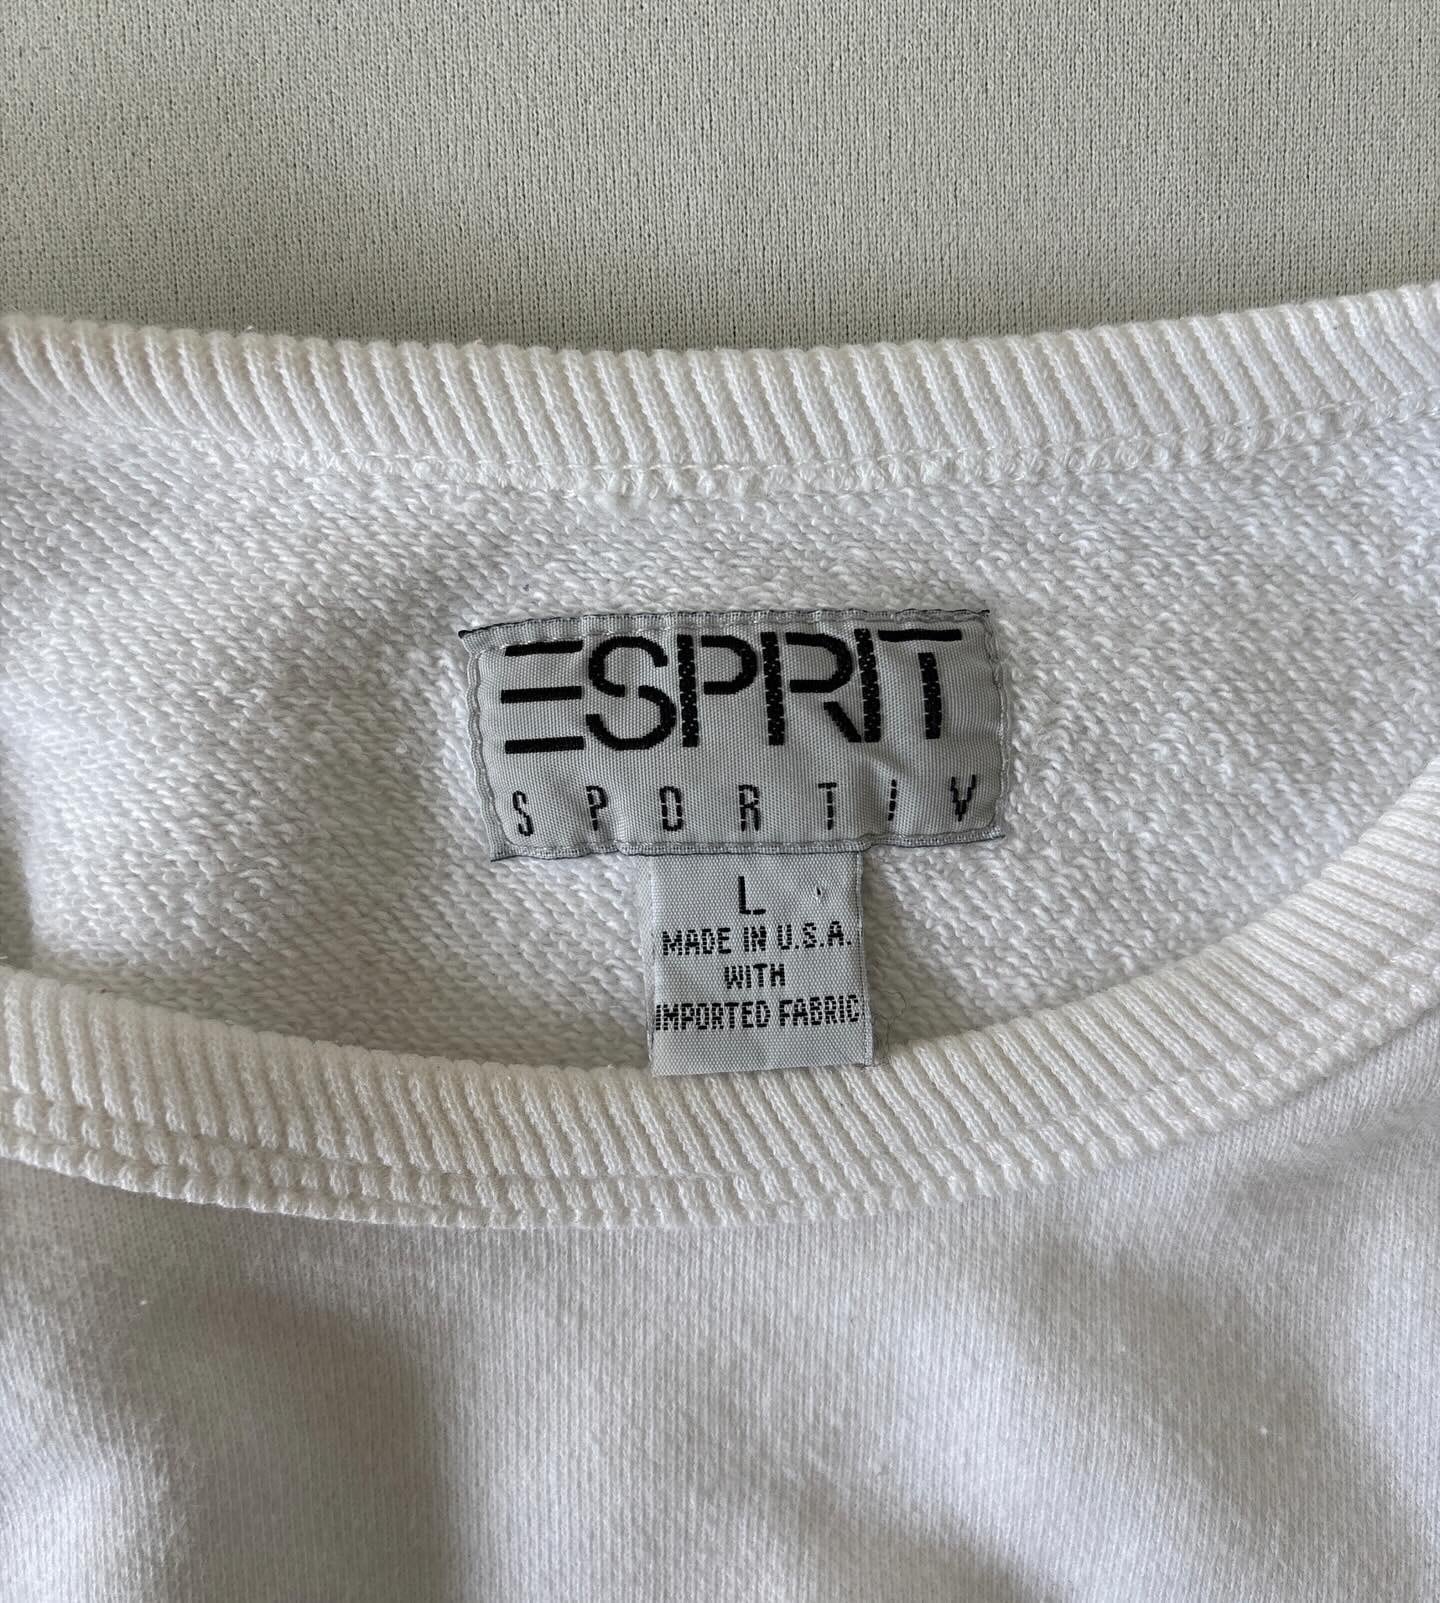 ESPRIT
SPORTIV
L
MADE IN U.S.A.
WITH
IMPORTED FABRIC